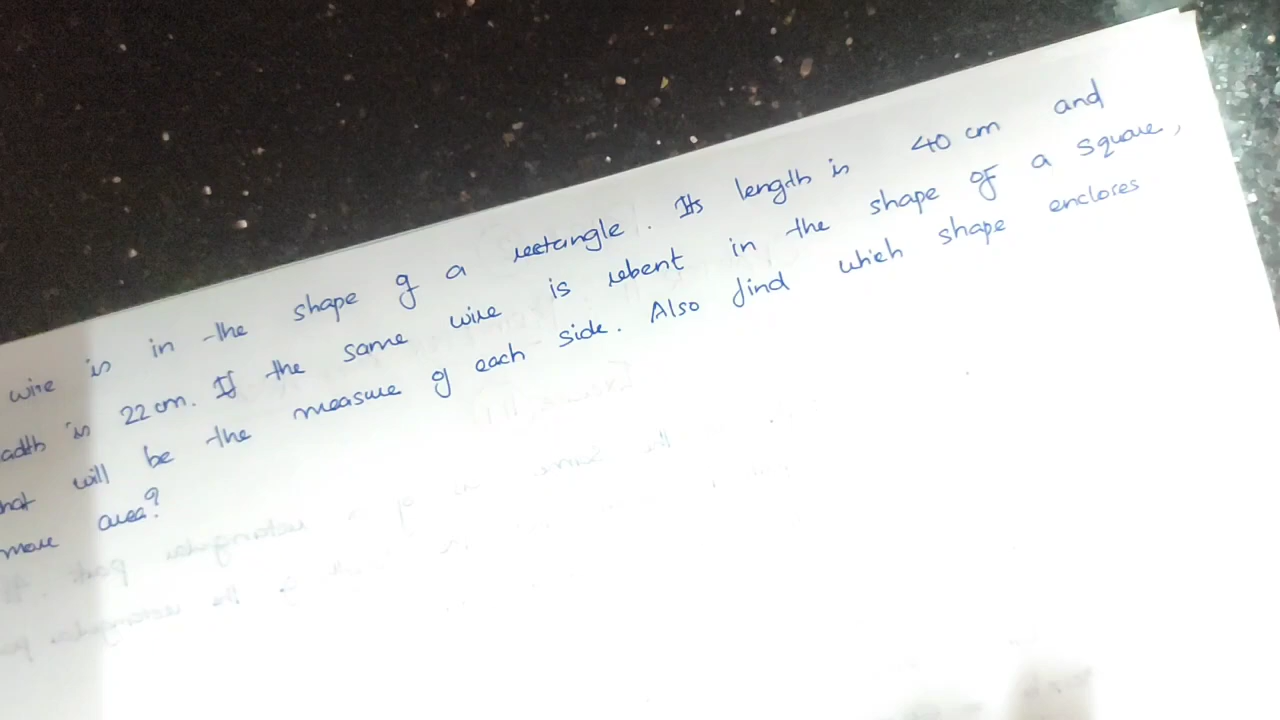 wire is in the shape of a rectangle. Its length is 40 cm and
adth is 22 cm. If the same wire is rebent in the shape of a square,
hat will be the measure of each side. Also find which shape encloses
more area?